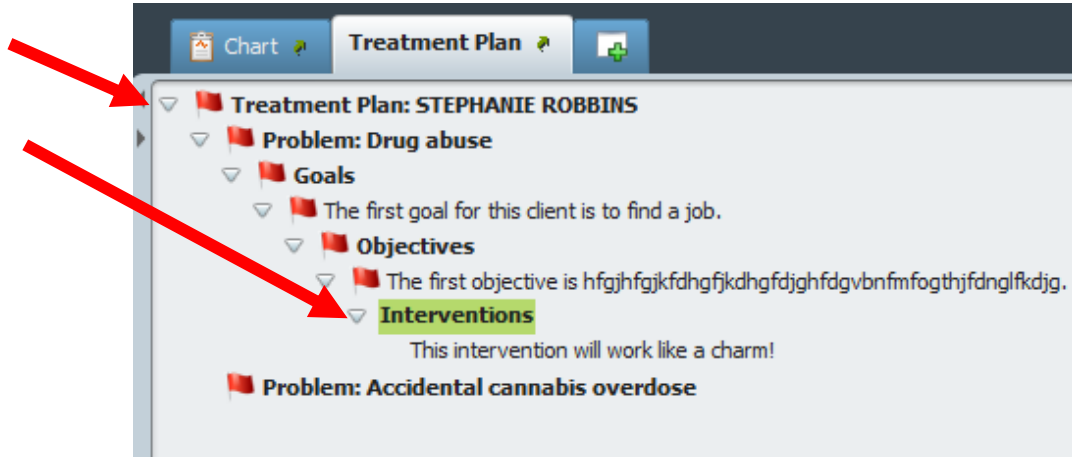 Chart
Treatment Plan
Treatment Plan: STEPHANIE ROBBINS
Problem: Drug abuse
Goals
The first goal for this client is to find a job.
Objectives
The first objective is hfgjhfgjkfdhgfjkdhgfdjghfdgvbnfmfogthjfdnglfkdjg.
Interventions
This intervention will work like a charm!
Problem: Accidental cannabis overdose